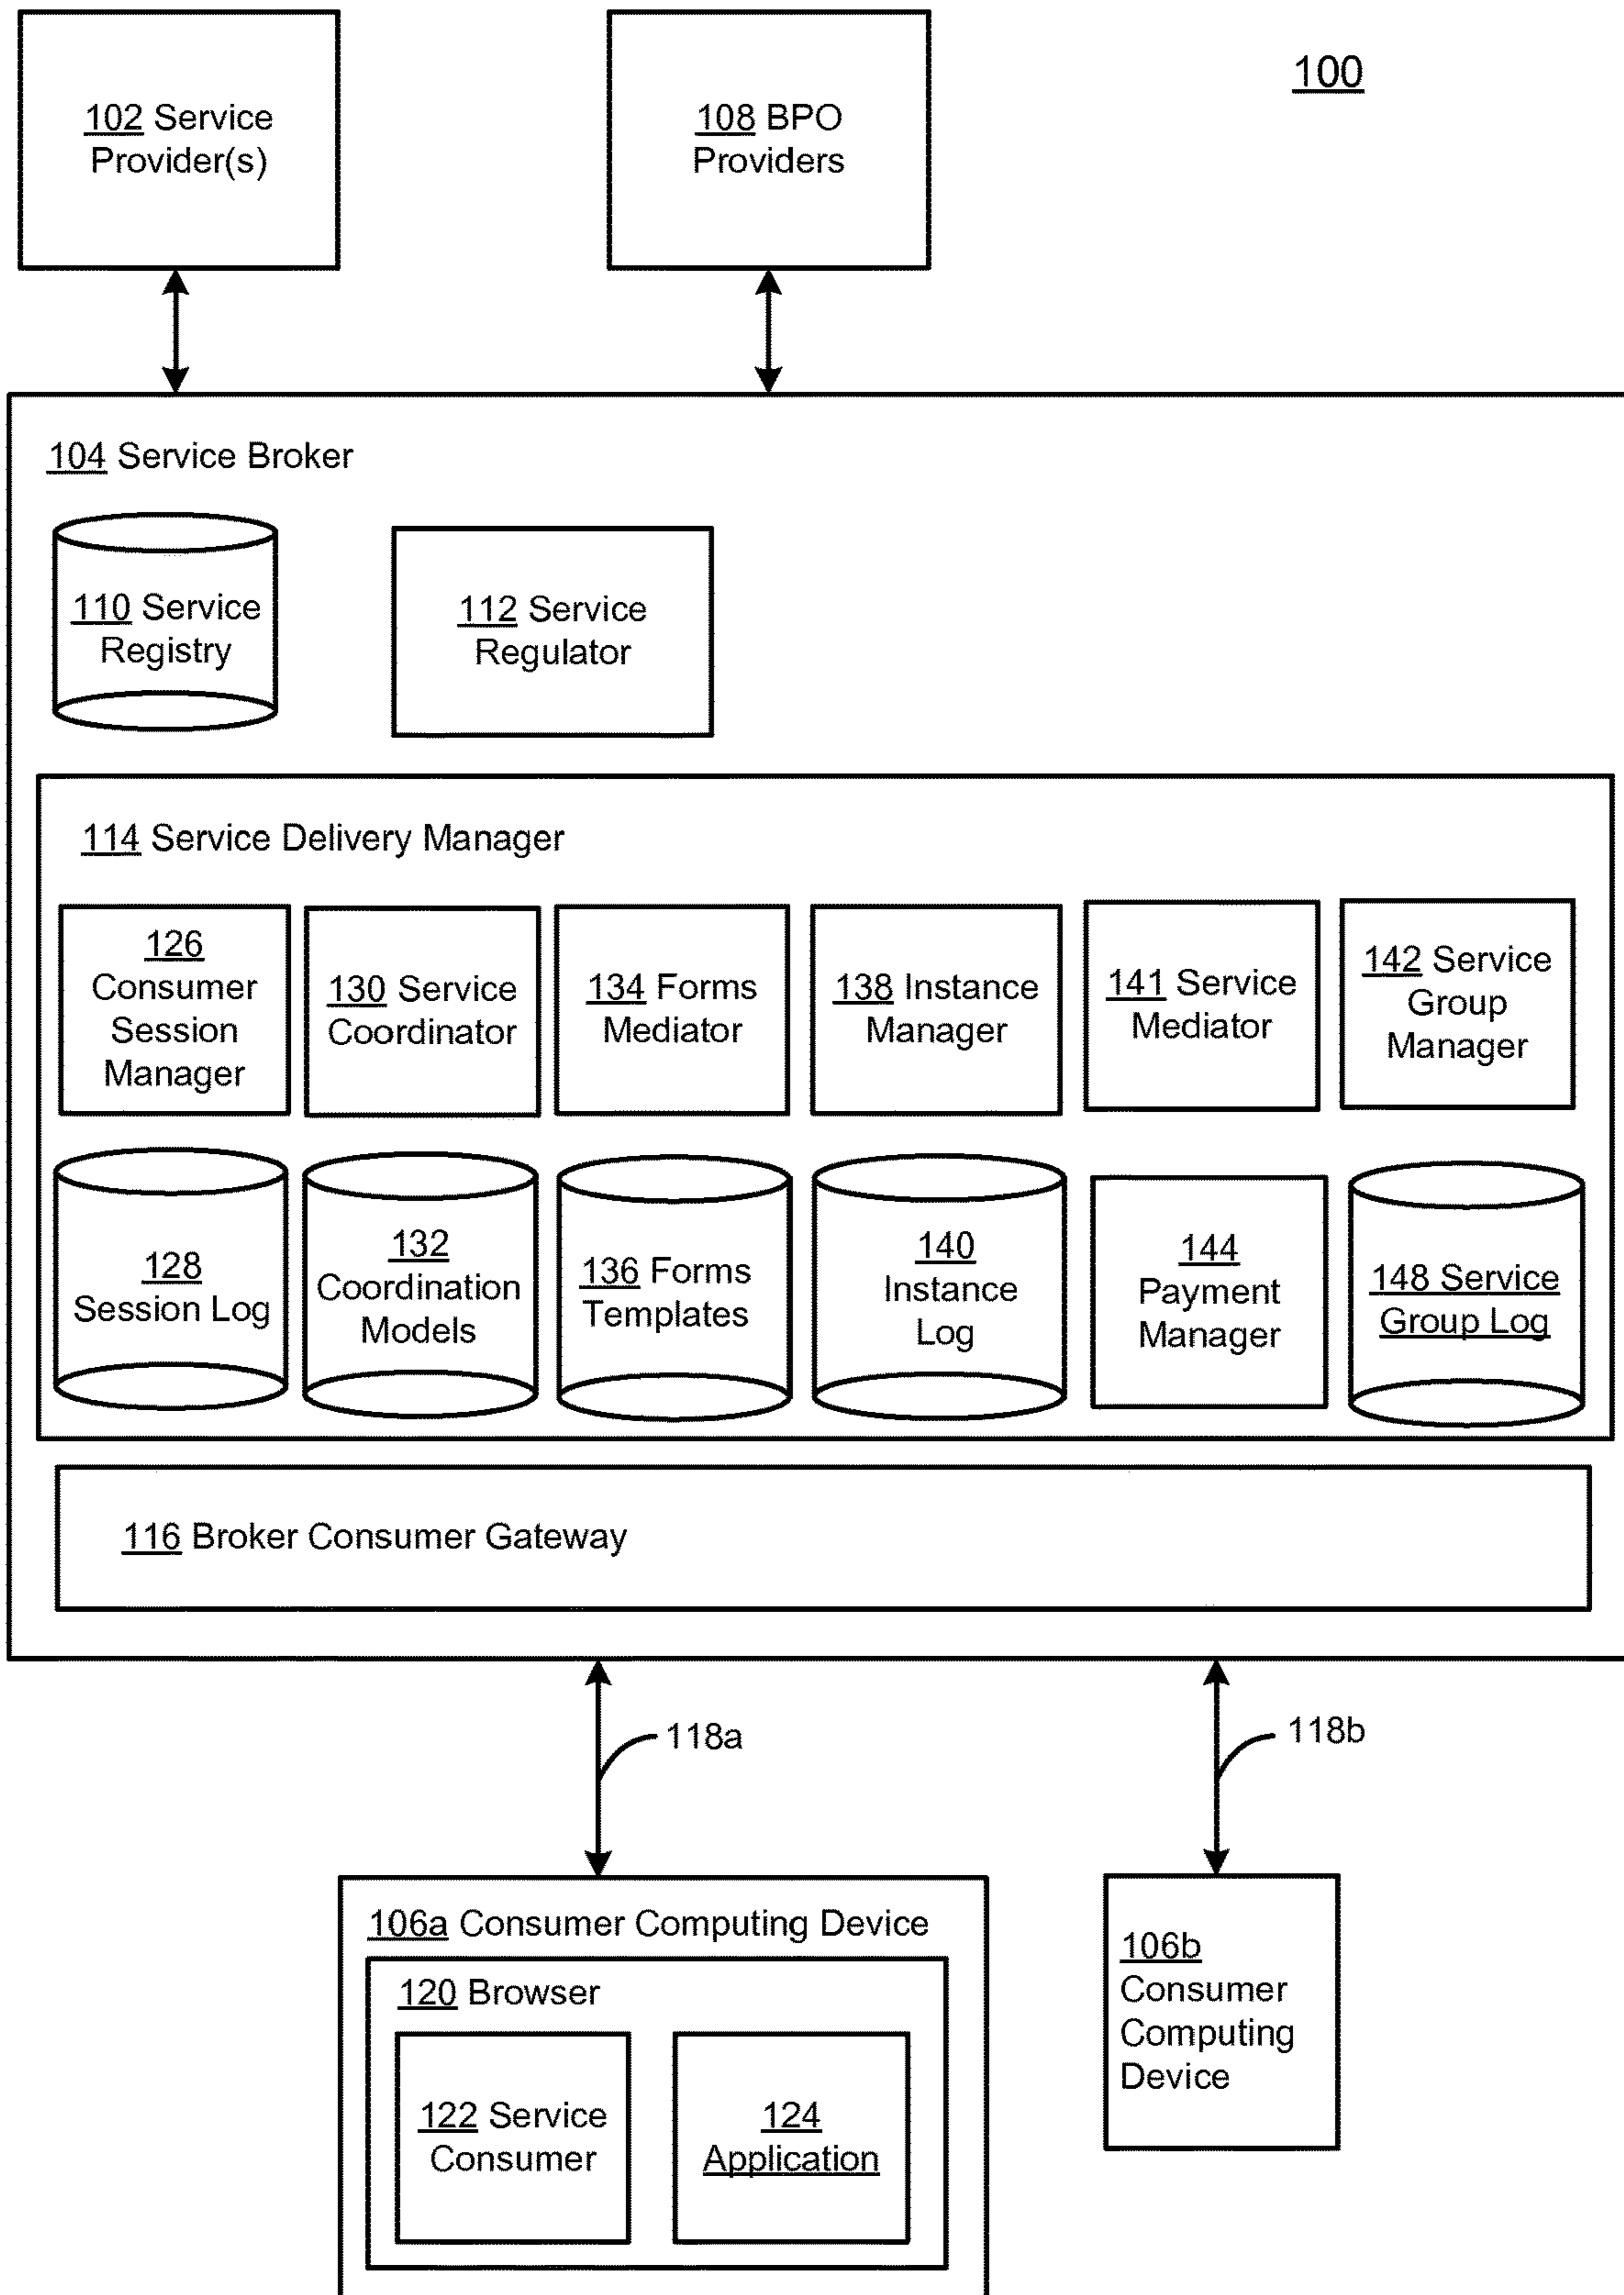 100
102 Service
Provider(s)
108 BPO
Providers
104 Service Broker
110 Service
Registry
112 Service
Regulator
114 Service Delivery Manager
126
Consumer
Session
Manager
130 Service
Coordinator
134 Forms
Mediator
138 Instance
Manager
141 Service
Mediator
142 Service
Group
Manager
128
Session Log
132
Coordination
Models
136 Forms
Templates
140
Instance
Log
144
Payment
Manager
148 Service
Group Log
116 Broker Consumer Gateway
118a
118b
106a Consumer Computing Device
120 Browser
122 Service
Consumer
124
Application
106b
Consumer
Computing
Device